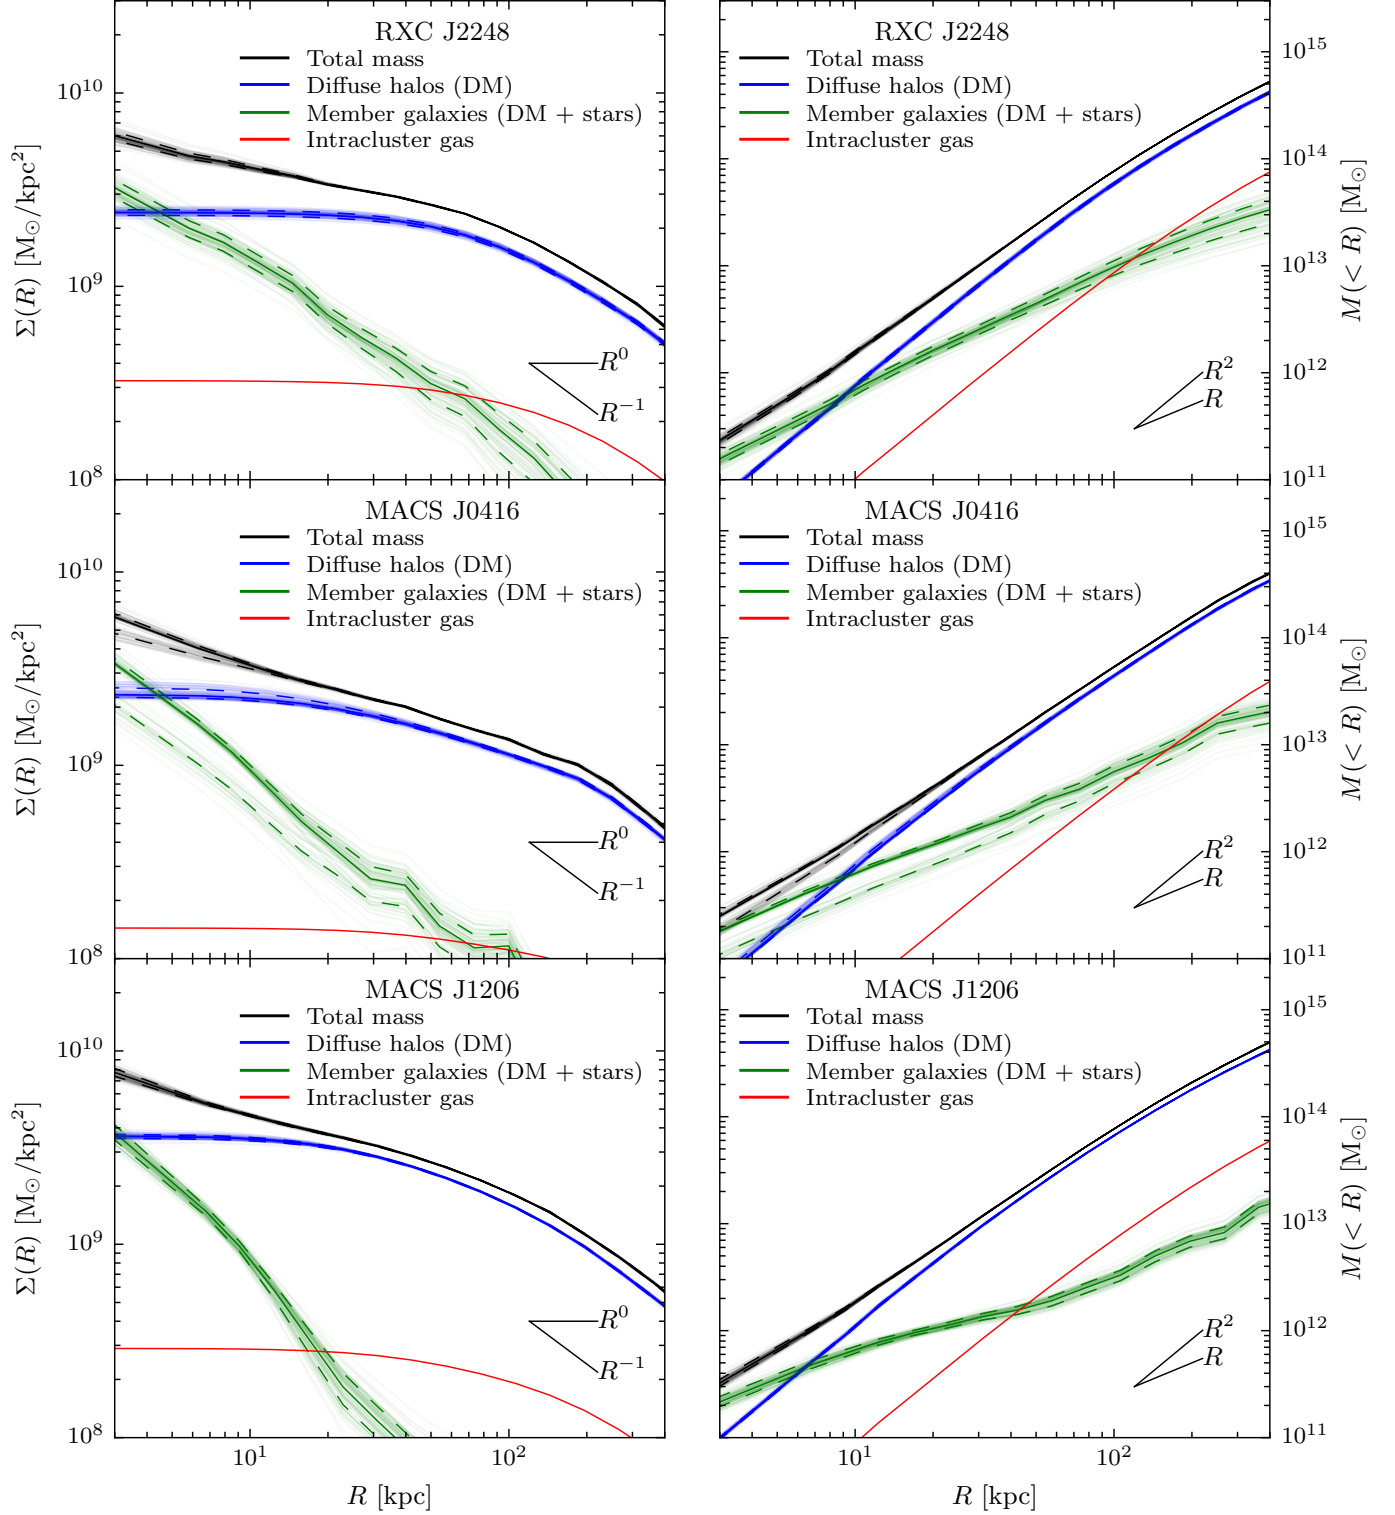 RXC J2248
Total mass
Diffuse halos (DM)
Member galaxies (DM + stars)
Intracluster gas
10^10
10^9
10^8
Σ(R) [M⊙/kpc^2]
R^0
R^-1
RXC J2248
Total mass
Diffuse halos (DM)
Member galaxies (DM + stars)
Intracluster gas
10^15
10^14
10^13
10^12
10^11
M(< R) [M⊙]
R^2
R
MACS J0416
Total mass
Diffuse halos (DM)
Member galaxies (DM + stars)
Intracluster gas
10^10
10^9
10^8
Σ(R) [M⊙/kpc^2]
R^0
R^-1
MACS J0416
Total mass
Diffuse halos (DM)
Member galaxies (DM + stars)
Intracluster gas
10^15
10^14
10^13
10^12
10^11
M(< R) [M⊙]
R^2
R
MACS J1206
Total mass
Diffuse halos (DM)
Member galaxies (DM + stars)
Intracluster gas
10^10
10^9
10^8
Σ(R) [M⊙/kpc^2]
R^0
R^-1
10^1
10^2
R [kpc]
MACS J1206
Total mass
Diffuse halos (DM)
Member galaxies (DM + stars)
Intracluster gas
10^15
10^14
10^13
10^12
10^11
M(< R) [M⊙]
R^2
R
10^1
10^2
R [kpc]